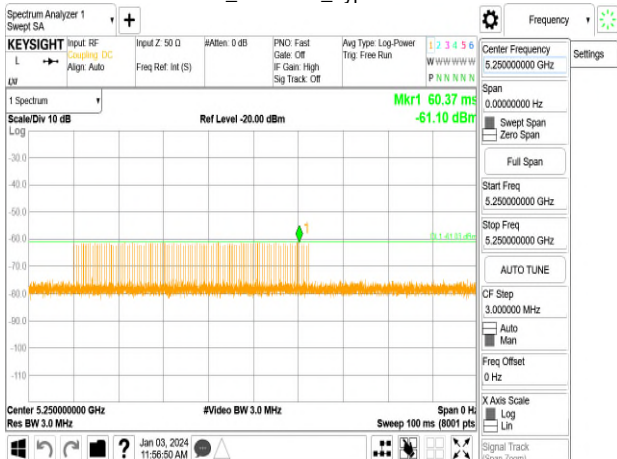 Spectrum Analyzer 1
Swept SA
+
Frequency
KEYSIGHT
Input: RF
Coupling: DC
Align: Auto
Input Z: 50 Ω
Freq Ref: Int (S)
#Atten: 0 dB
PNO: Fast
Gate: Off
IF Gain: High
Sig Track: Off
Avg Type: Log-Power
Trig: Free Run
1 2 3 4 5 6
W W W W W W
P N N N N N
L
Center Frequency
5.250000000 GHz
Settings
Span
0.00000000 Hz
Swept Span
Zero Span
Full Span
Start Freq
5.250000000 GHz
Stop Freq
5.250000000 GHz
AUTO TUNE
CF Step
3.000000 MHz
Auto
Man
Freq Offset
0 Hz
X Axis Scale
Log
Lin
Signal Track
(Span Zoom)
1 Spectrum
Scale/Div 10 dB
Log
Ref Level -20.00 dBm
Mkr1 60.37 ms
-61.10 dBm
1
-30.0
-40.0
-50.0
-60.0
-70.0
-80.0
-90.0
-100
-110
Center 5.250000000 GHz
Res BW 3.0 MHz
#Video BW 3.0 MHz
Span 0 Hz
Sweep 100 ms (8001 pts)
?
Jan 03, 2024
11:56:50 AM